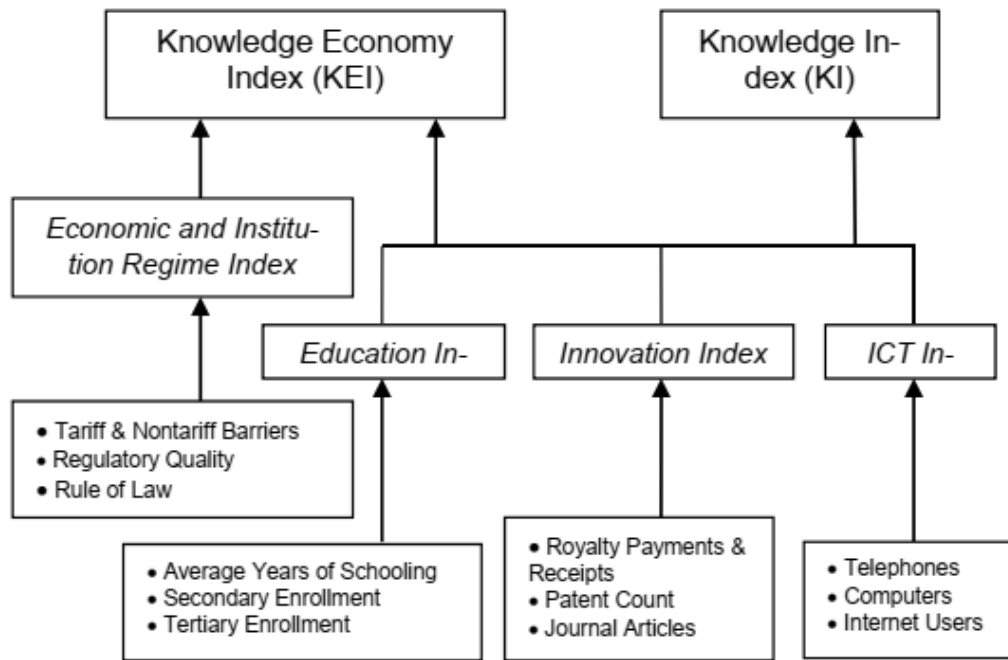 Knowledge Economy
Index (KEI)
Knowledge In-
dex (KI)
Economic and Institu-
tion Regime Index
Education In-
Innovation Index
ICT In-
• Tariff & Nontariff Barriers
• Regulatory Quality
• Rule of Law
• Average Years of Schooling
• Secondary Enrollment
• Tertiary Enrollment
• Royalty Payments &
Receipts
• Patent Count
• Journal Articles
• Telephones
• Computers
• Internet Users